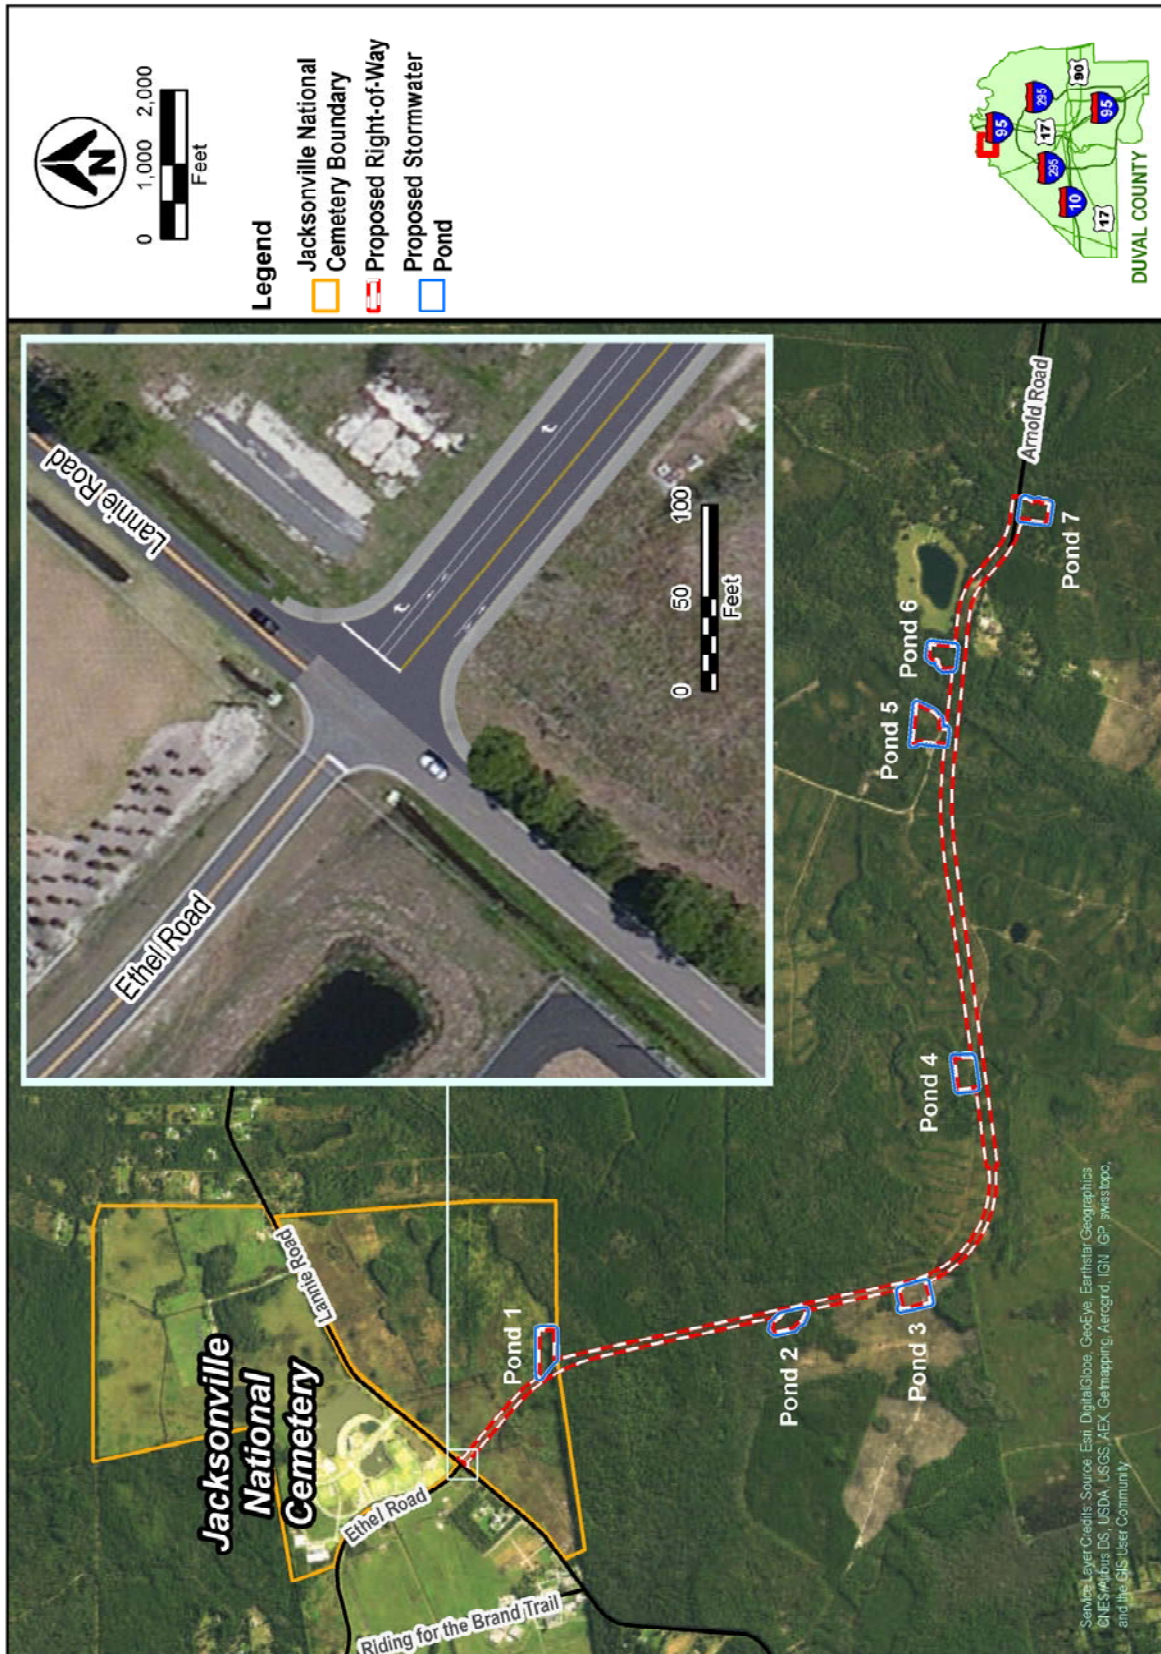 N
0 1,000 2,000
Feet
Legend
Jacksonville National
Cemetery Boundary
Proposed Right-of-Way
Proposed Stormwater
Pond
95
295
90
17
295
95
10
17
DUVAL COUNTY
Lannie Road
Ethel Road
0 50 100
Feet
Jacksonville
National
Cemetery
Lannie Road
Ethel Road
Riding for the Brand Trail
Pond 1
Pond 2
Pond 3
Pond 4
Pond 5
Pond 6
Pond 7
Arnold Road
Service Layer Credits: Source: Esri, DigitalGlobe, GeoEye, Earthstar Geographics
CNES/Airbus DS, USDA, USGS, AEX, Getmapping, Aerogrid, IGN, IGP, swisstopo,
and the GIS User Community